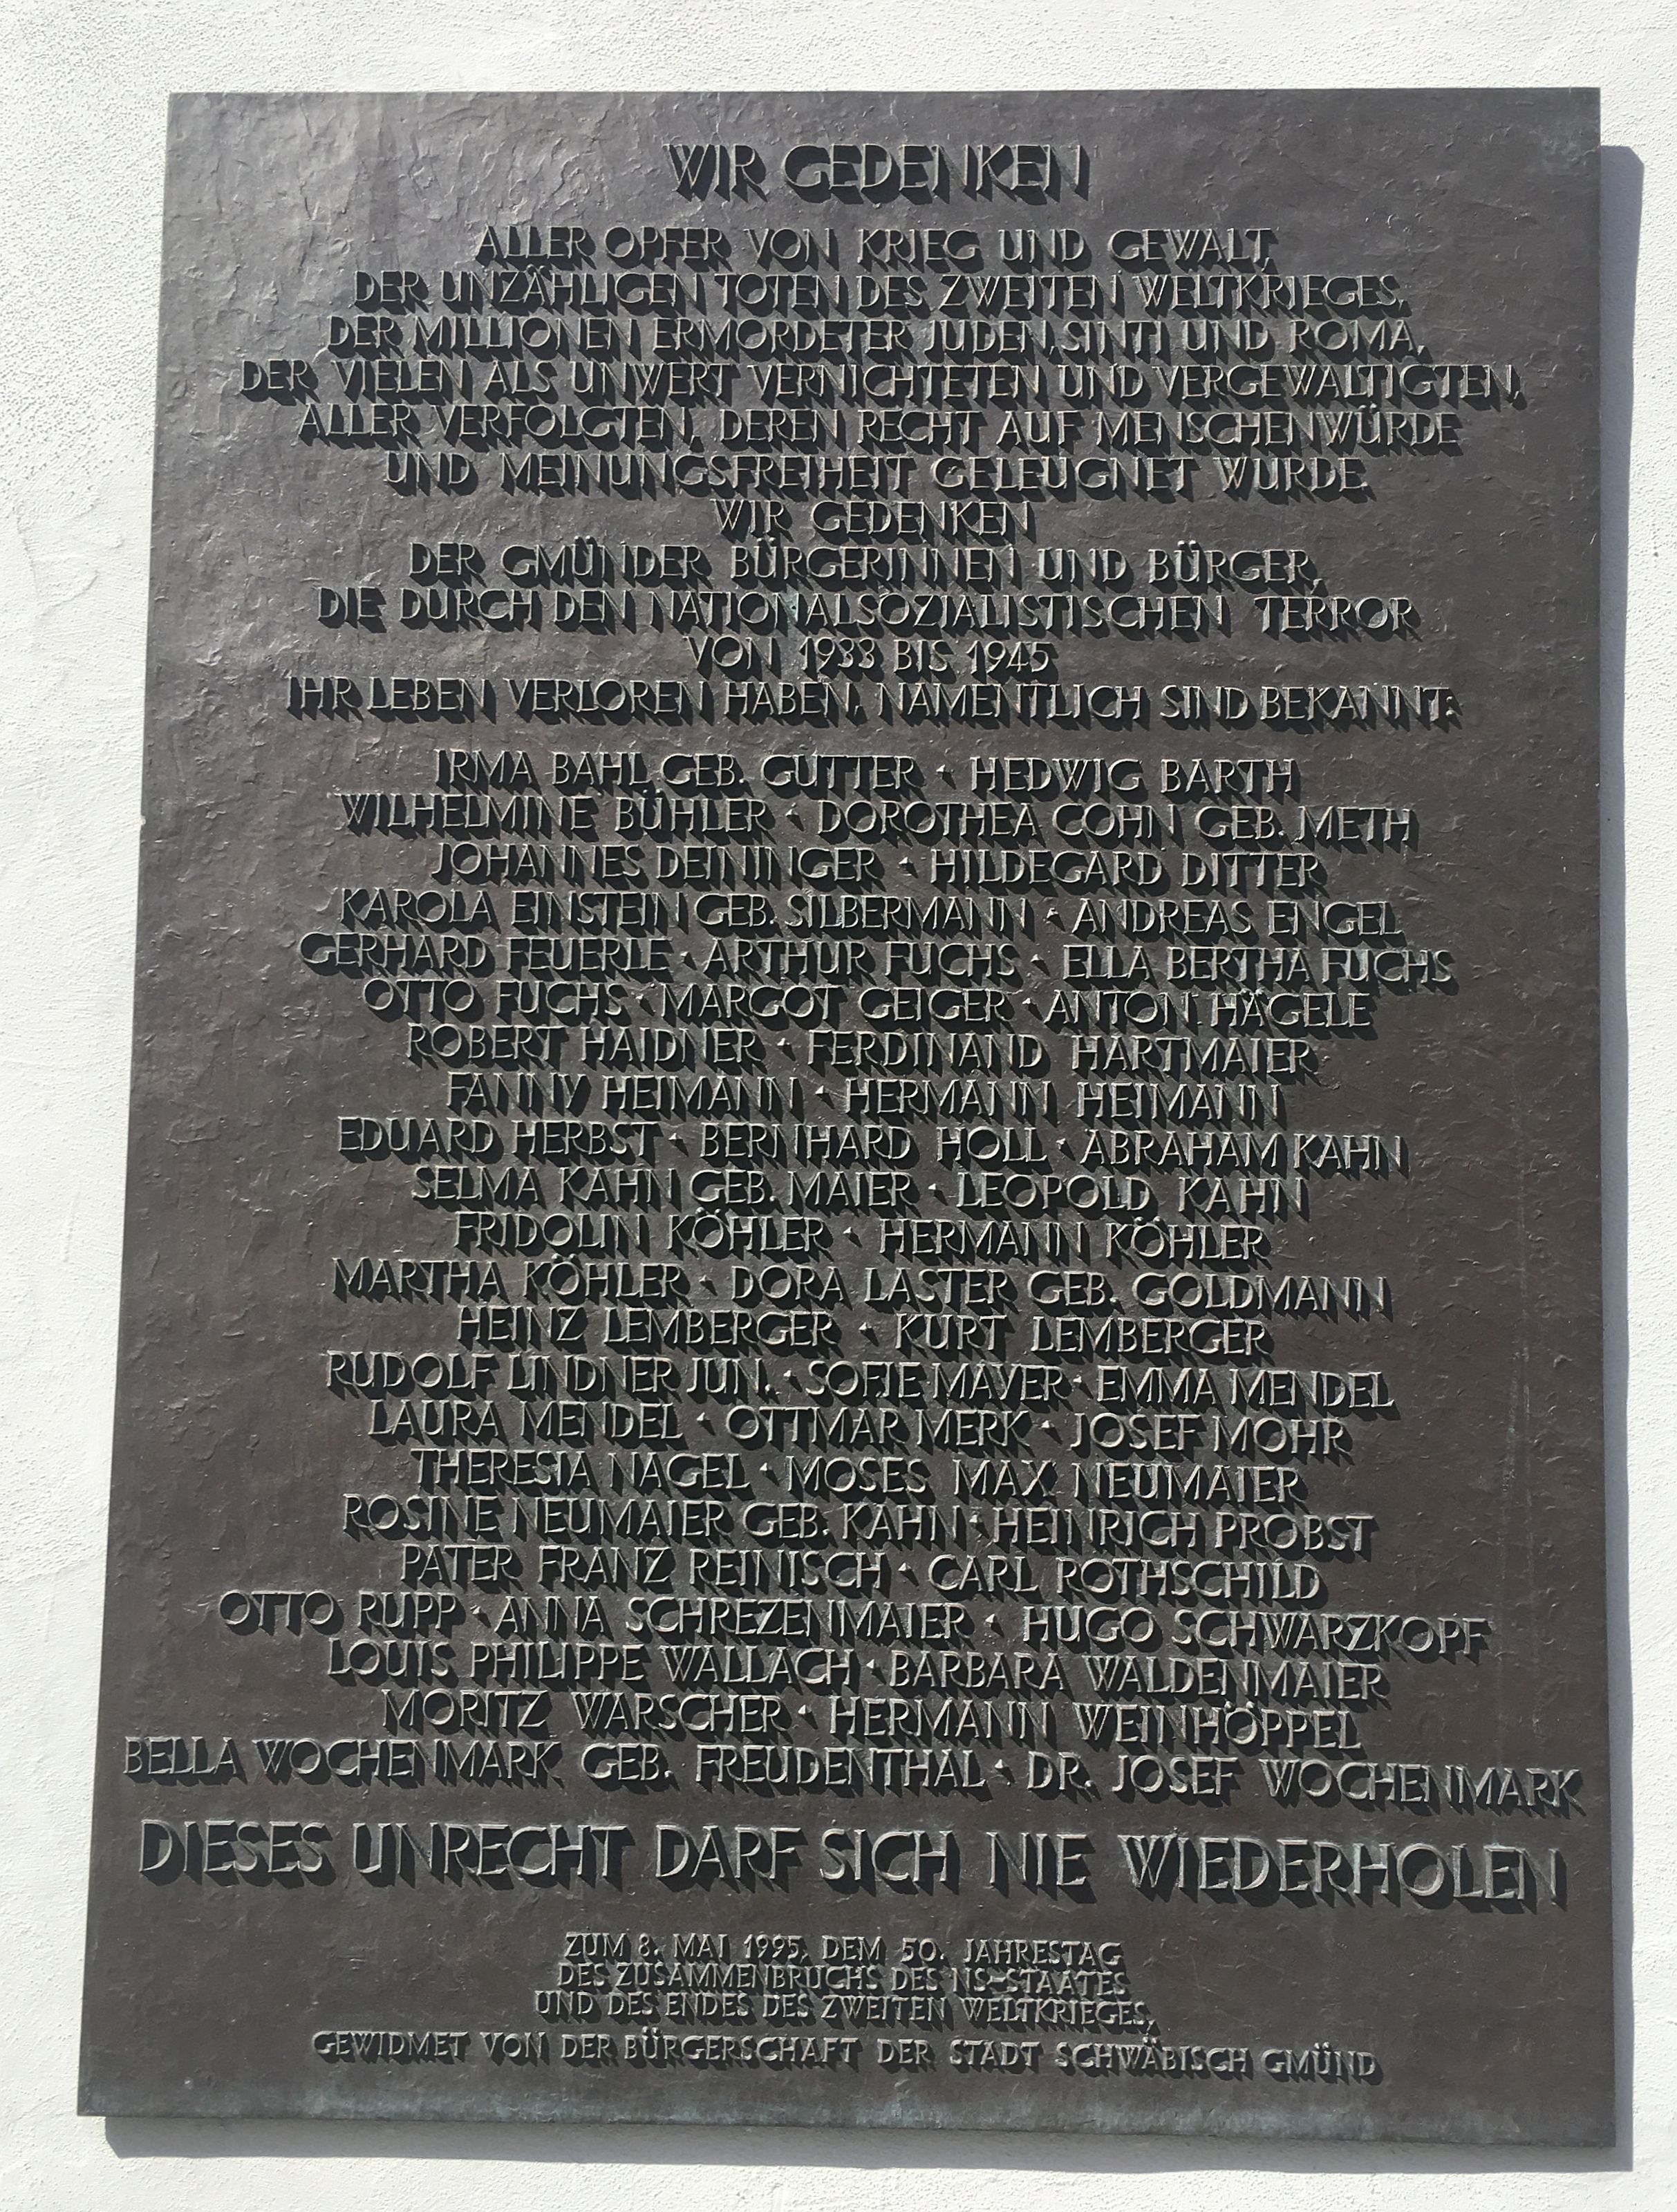 WIR GEDENKEN
ALLER OPFER VON KRIEG UND GEWALT,
DER UNZÄHLIGEN TOTEN DES ZWEITEN WELTKRIEGES,
DER MILLIONEN ERMORDETER JUDEN, SINTI UND ROMA,
DER VIELEN ALS UNWERT VERNICHTETEN UND VERGEWALTIGTEN,
ALLER VERFOLGTEN, DEREN RECHT AUF MENSCHENWÜRDE
UND MEINUNGSFREIHEIT GELEUGNET WURDE.
WIR GEDENKEN
DER GMÜNDER BÜRGERINNEN UND BÜRGER,
DIE DURCH DEN NATIONALSOZIALISTISCHEN TERROR
VON 1933 BIS 1945
IHR LEBEN VERLOREN HABEN. NAMENTLICH SIND BEKANNT:
IRMA BAHL GEB. GUTTER · HEDWIG BARTH
WILHELMINE BÜHLER · DOROTHEA COHN GEB. METH
JOHANNES DEININGER · HILDEGARD DITTER
KAROLA EINSTEIN GEB. SILBERMANN · ANDREAS ENGEL
GERHARD FEUERLE · ARTHUR FUCHS · ELLA BERTHA FUCHS
OTTO FUCHS · MARGOT GEIGER · ANTON HÄGELE
ROBERT HAIDNER · FERDINAND HARTMAIER
FANNY HEIMANN · HERMANN HEIMANN
EDUARD HERBST · BERNHARD HOLL · ABRAHAM KAHN
SELMA KAHN GEB. MAIER · LEOPOLD KAHN
FRIDOLIN KÖHLER · HERMANN KÖHLER
MARTHA KÖHLER · DORA LASTER GEB. GOLDMANN
HEINZ LEMBERGER · KURT LEMBERGER
RUDOLF LINDNER JUN. · SOFIE MAYER · EMMA MENDEL
LAURA MENDEL · OTTMAR MERK · JOSEF MOHR
THERESIA NAGEL · MOSES MAX NEUMAIER
ROSINE NEUMAIER GEB. KAHN · HEINRICH PROBST
PATER FRANZ REINISCH · CARL ROTHSCHILD
OTTO RUPP · ANNA SCHREZENMAIER · HUGO SCHWARZKOPF
LOUIS PHILIPPE WALLACH · BARBARA WALDENMAIER
MORITZ WARSCHER · HERMANN WEINHÖPPEL
BELLA WOCHENMARK, GEB. FREUDENTHAL · DR. JOSEF WOCHENMARK
DIESES UNRECHT DARF SICH NIE WIEDERHOLEN
ZUM 8. MAI 1995, DEM 50. JAHRESTAG
DES ZUSAMMENBRUCHS DES NS-STAATES
UND DES ENDES DES ZWEITEN WELTKRIEGES,
GEWIDMET VON DER BÜRGERSCHAFT DER STADT SCHWÄBISCH GMÜND